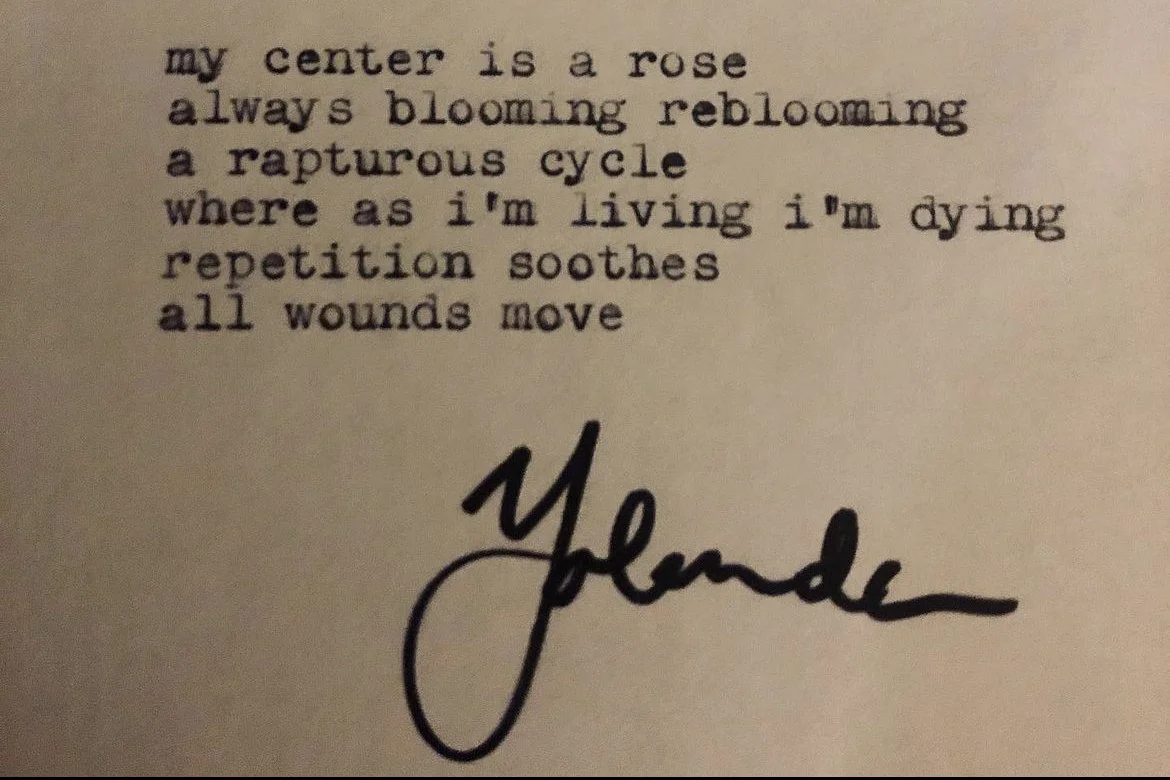 my center is a rose
always blooming reblooming
a rapturous cycle
where as i'm living i'm dying
repetition soothes
all wounds move
Yolanda